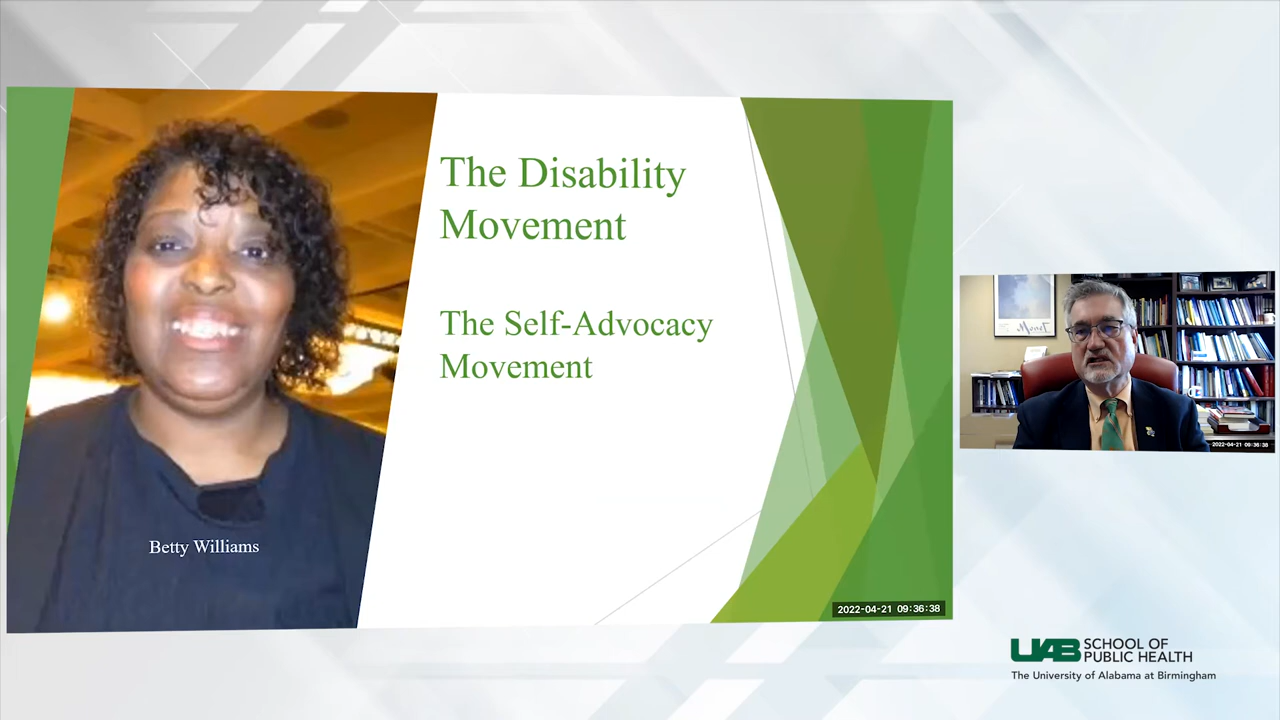 The Disability
Movement
The Self-Advocacy
Movement
Betty Williams
2022-04-21 09:36:38
2022-04-21 09:36:38
UAB SCHOOL OF
PUBLIC HEALTH
The University of Alabama at Birmingham